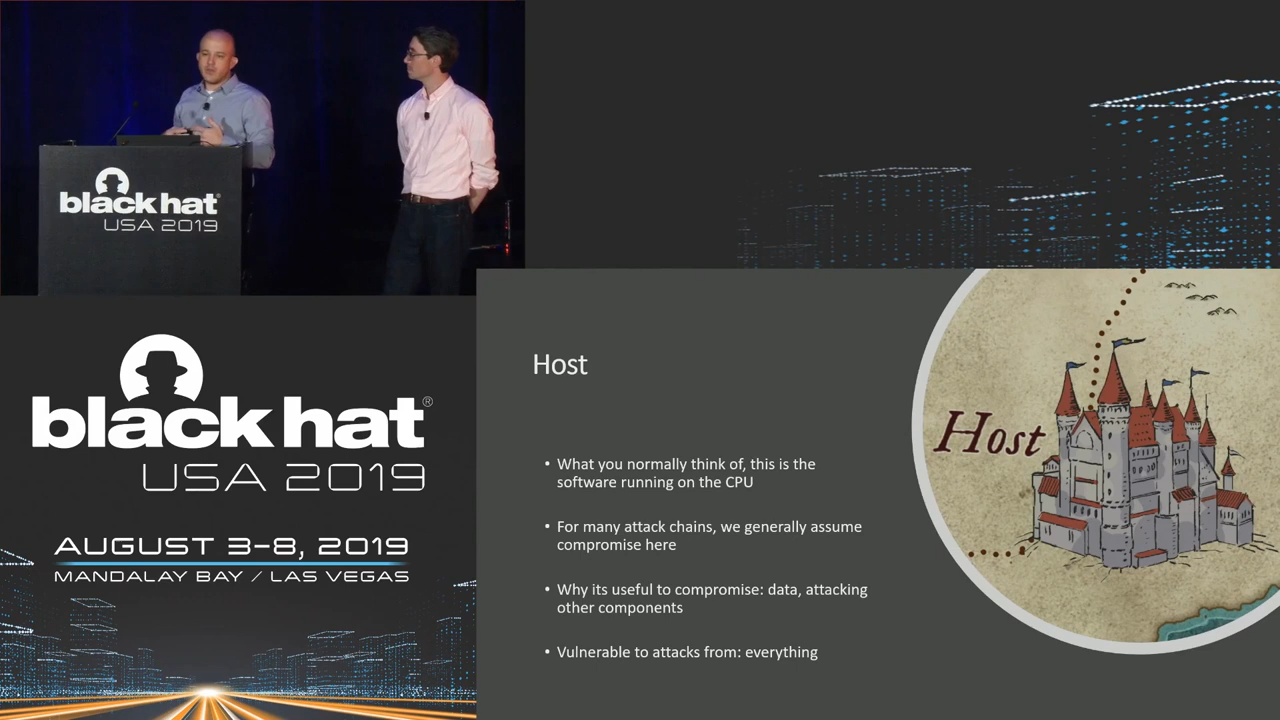 black hat®
USA 2019
black hat®
USA 2019
AUGUST 3-8, 2019
MANDALAY BAY / LAS VEGAS
Host
• What you normally think of, this is the
software running on the CPU
• For many attack chains, we generally assume
compromise here
• Why its useful to compromise: data, attacking
other components
• Vulnerable to attacks from: everything
Host